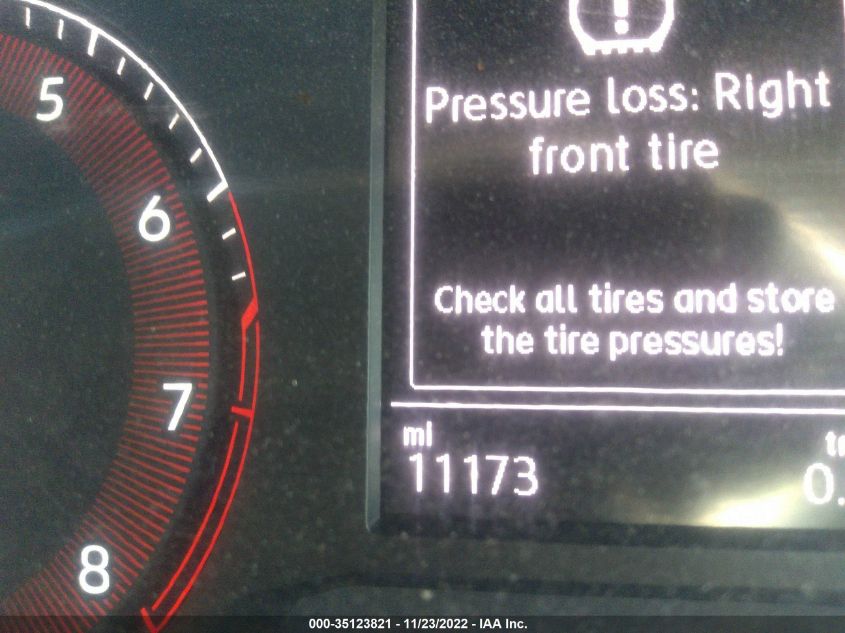 5
6
7
8
Pressure loss: Right
front tire
Check all tires and store
the tire pressures!
mi
11173
0.
000-35123821 - 11/23/2022 - IAA Inc.